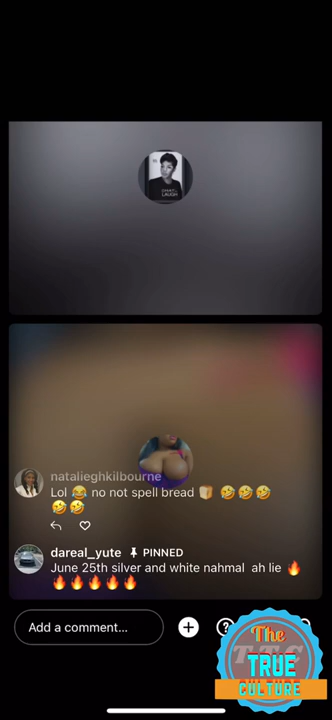 natalieghkilbourne
Lol 😂 no not spell bread 🍞 🤣🤣🤣
🤣🤣
dareal_yute PINNED
June 25th silver and white nahmal ah lie 🔥
🔥🔥🔥🔥🔥
Add a comment...
The
TRUE
CULTURE